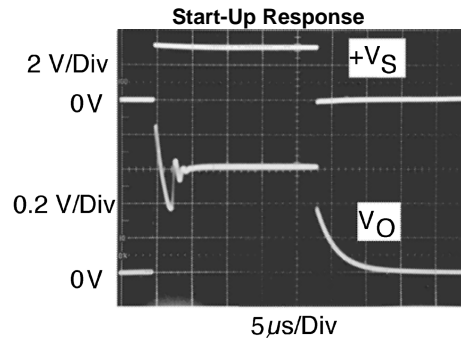 Start-Up Response
2 V/Div
+VS
0V
0.2 V/Div
VO
0V
5µs/Div